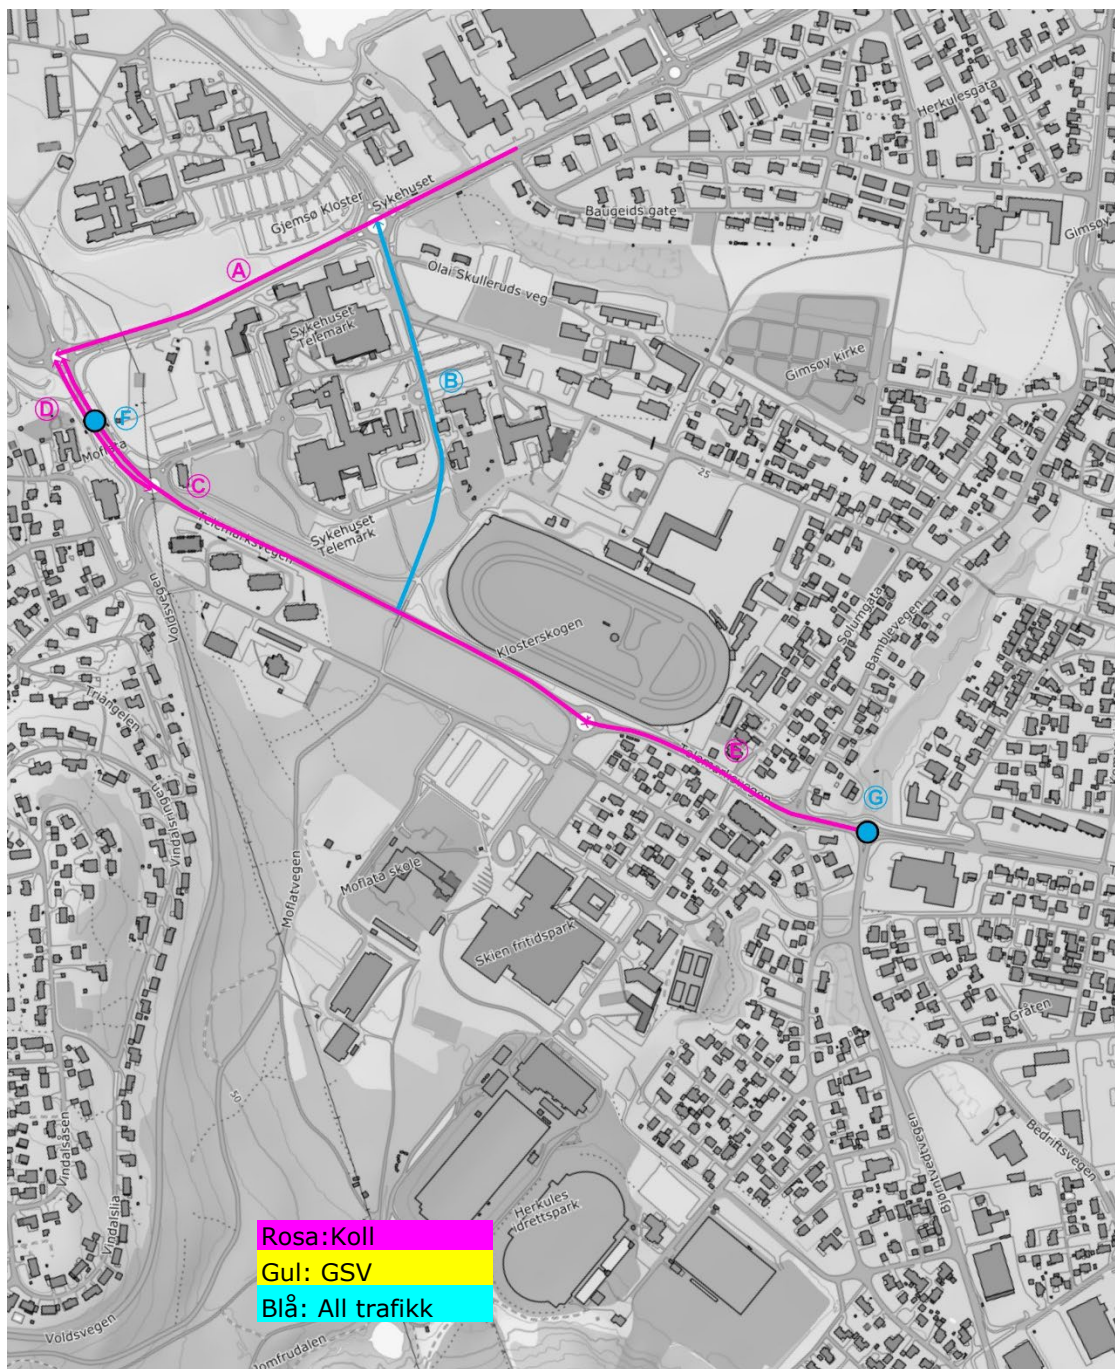 Herkulesgata
Sykehuset
Gjemsø Kloster
Baugeids gate
Gimsøy
A
Olai Skulleruds veg
Sykehuset
Telemark
Gimsøy kirke
B
D
F
Moflata
C
25
Telemarksvegen
Sykehuset
Telemark
Voldsvegen
Klosterskogen
Solumgata
Bamblevegen
Triangelen
E
Telemarksvegen
G
Vindalsringen
Moflatvegen
Moflata skole
Skien fritidspark
Gråten
50
Bjørntvedtvegen
Bedriftsvegen
Vindalsåsen
Vindalslia
Herkules
idrettspark
Rosa:Koll
Gul: GSV
Blå: All trafikk
Voldsvegen
Jomfrudalen